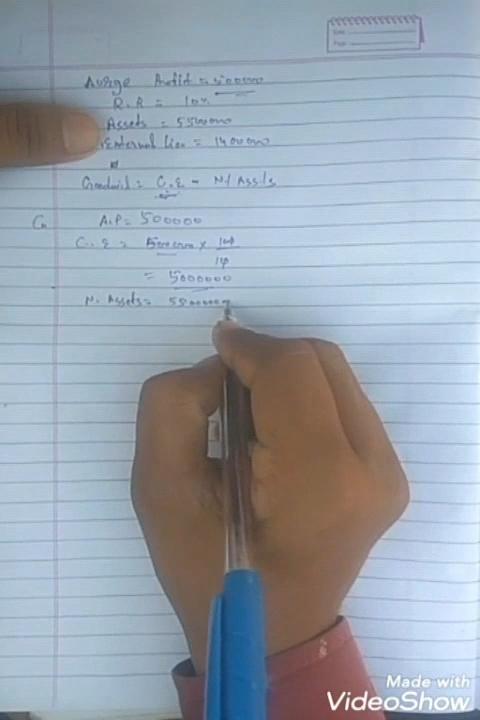 Avrge Profit = 500000
R.R = 10%
Assets = 5500000
External Lia = 1400000
Goodwill = C.E - N/ Assets
A.P = 500000
C. E = 500000 x 100/10
= 5000000
N. Assets = 5500000
Made with
VideoShow